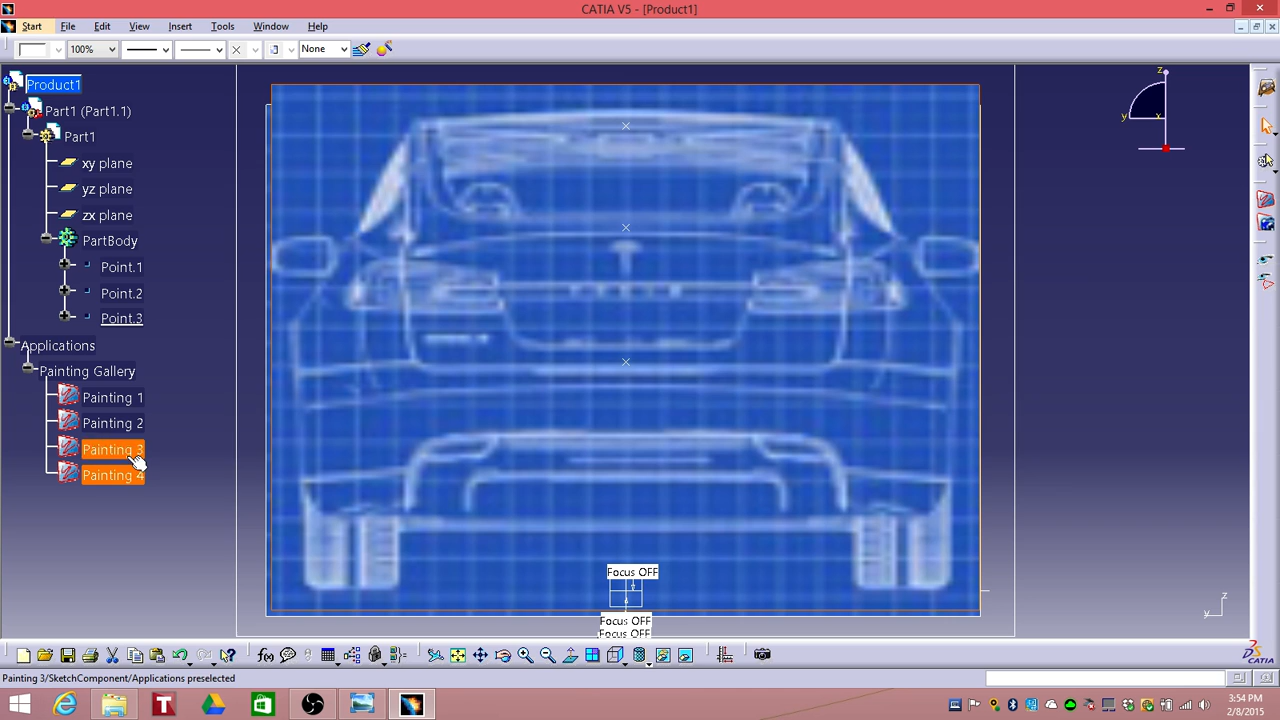 CATIA V5 - [Product1]
Start File Edit View Insert Tools Window Help
100% None
Product1
Part1 (Part1.1)
Part1
xy plane
yz plane
zx plane
PartBody
Point.1
Point.2
Point.3
Applications
Painting Gallery
Painting 1
Painting 2
Painting 3
Painting 4
z
y x
Focus OFF
Focus OFF
Focus OFF
z
y
CATIA
Painting 3/SketchComponent/Applications preselected
3:54 PM
2/8/2015